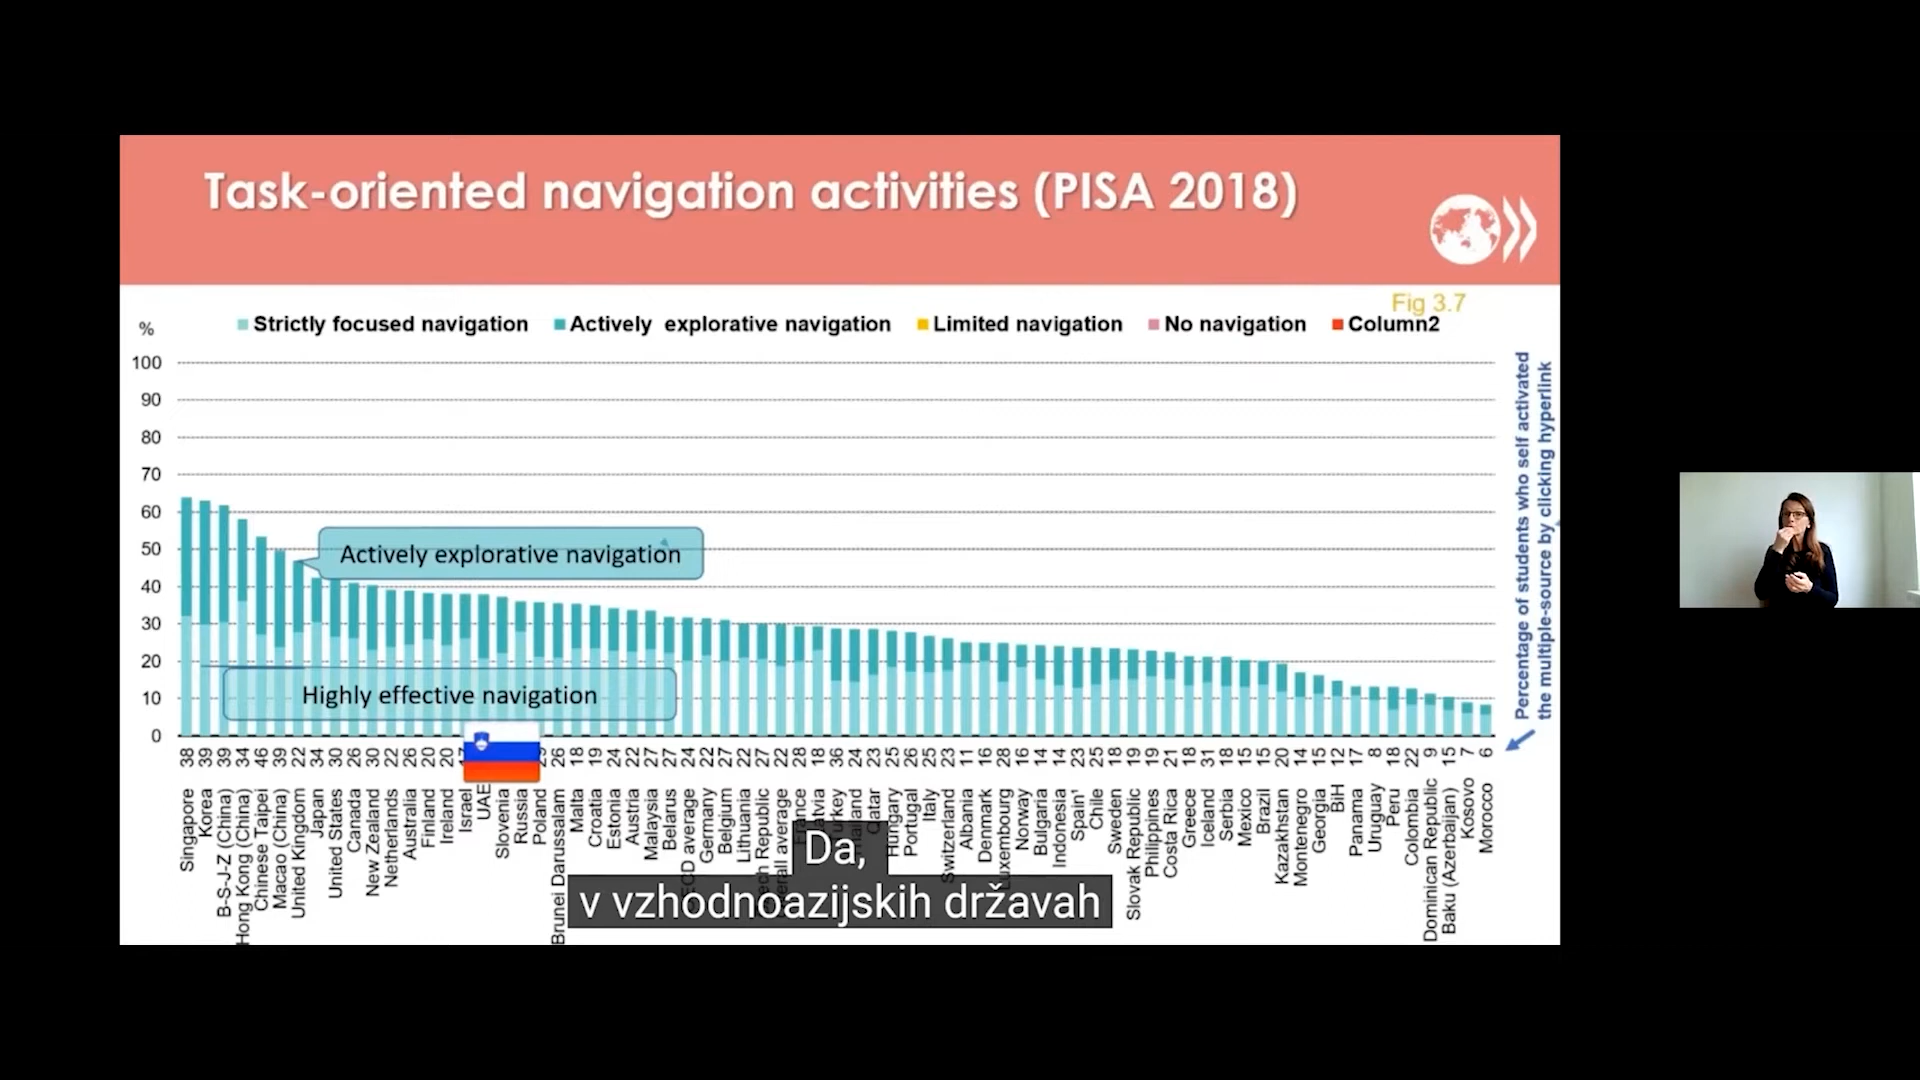 Task-oriented navigation activities (PISA 2018)
Fig 3.7
%
Strictly focused navigation
Actively explorative navigation
Limited navigation
No navigation
Column2
100
90
80
70
60
50
40
30
20
10
0
Actively explorative navigation
Highly effective navigation
Percentage of students who self activated
the multiple-source by clicking hyperlink
38 39 39 34 46 39 22 34 30 26 30 22 26 20 20 26 18 19 24 22 27 27 24 22 27 22 27 22 28 18 36 24 23 28 26 25 23 11 16 28 16 14 14 23 25 18 19 19 21 18 31 18 15 15 20 14 15 12 17 8 18 22 9 15 7 6
Singapore
Korea
B-S-J-Z (China)
Hong Kong (China)
Chinese Taipei
Macao (China)
United Kingdom
Japan
United States
Canada
New Zealand
Netherlands
Australia
Finland
Ireland
Israel
UAE
Slovenia
Russia
Poland
Brunei Darussalam
Malta
Croatia
Estonia
Austria
Malaysia
Belarus
average
Germany
Belgium
Lithuania
Republic
average
Qatar
Hungary
Portugal
Italy
Switzerland
Albania
Denmark
Luxembourg
Norway
Bulgaria
Indonesia
Spain¹
Chile
Sweden
Slovak Republic
Philippines
Costa Rica
Greece
Iceland
Serbia
Mexico
Brazil
Kazakhstan
Montenegro
Georgia
BiH
Panama
Uruguay
Peru
Colombia
Dominican Republic
Baku (Azerbaijan)
Kosovo
Morocco
Da,
v vzhodnoazijskih državah